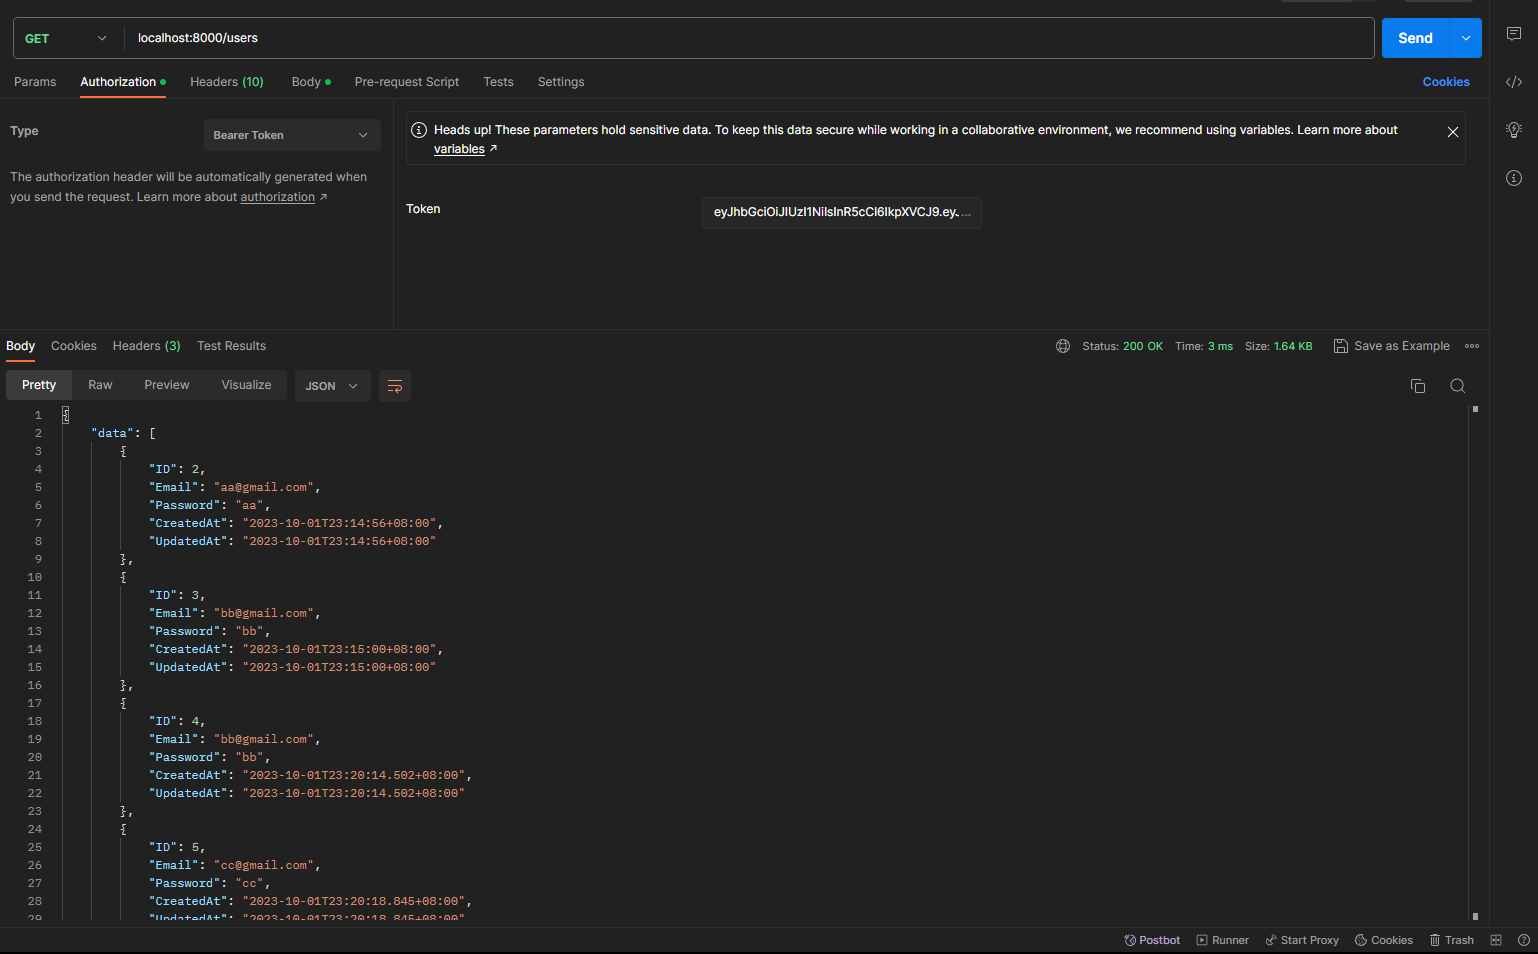 GET localhost:8000/users Send
Params Authorization Headers (10) Body Pre-request Script Tests Settings Cookies
Type Bearer Token
The authorization header will be automatically generated when
you send the request. Learn more about authorization ↗
Heads up! These parameters hold sensitive data. To keep this data secure while working in a collaborative environment, we recommend using variables. Learn more about
variables ↗
Token eyJhbGciOiJIUzI1NiIsInR5cCI6IkpXVCJ9.ey...
Body Cookies Headers (3) Test Results Status: 200 OK Time: 3 ms Size: 1.64 KB Save as Example
Pretty Raw Preview Visualize JSON
1 {
2 "data": [
3 {
4 "ID": 2,
5 "Email": "aa@gmail.com",
6 "Password": "aa",
7 "CreatedAt": "2023-10-01T23:14:56+08:00",
8 "UpdatedAt": "2023-10-01T23:14:56+08:00"
9 },
10 {
11 "ID": 3,
12 "Email": "bb@gmail.com",
13 "Password": "bb",
14 "CreatedAt": "2023-10-01T23:15:00+08:00",
15 "UpdatedAt": "2023-10-01T23:15:00+08:00"
16 },
17 {
18 "ID": 4,
19 "Email": "bb@gmail.com",
20 "Password": "bb",
21 "CreatedAt": "2023-10-01T23:20:14.502+08:00",
22 "UpdatedAt": "2023-10-01T23:20:14.502+08:00"
23 },
24 {
25 "ID": 5,
26 "Email": "cc@gmail.com",
27 "Password": "cc",
28 "CreatedAt": "2023-10-01T23:20:18.845+08:00",
29 "UpdatedAt": "2023-10-01T23:20:18.845+08:00"
Postbot Runner Start Proxy Cookies Trash